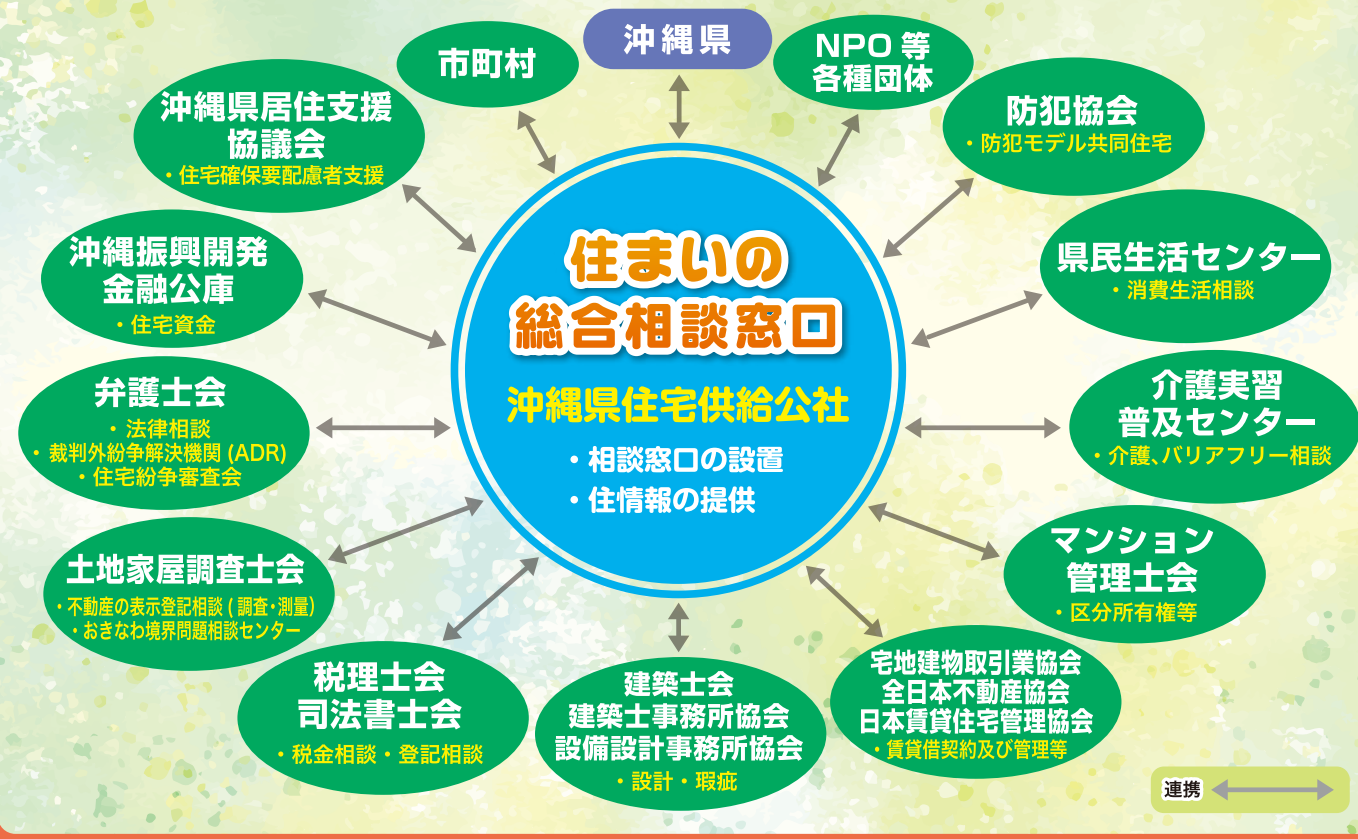 沖縄県
市町村
NPO 等
各種団体
沖縄県居住支援
協議会
・住宅確保要配慮者支援
防犯協会
・防犯モデル共同住宅
沖縄振興開発
金融公庫
・住宅資金
県民生活センター
・消費生活相談
住まいの
総合相談窓口
沖縄県住宅供給公社
・相談窓口の設置
・住情報の提供
弁護士会
・法律相談
・裁判外紛争解決機関 (ADR)
・住宅紛争審査会
介護実習
普及センター
・介護、バリアフリー相談
土地家屋調査士会
・不動産の表示登記相談 ( 調査・測量)
・おきなわ境界問題相談センター
マンション
管理士会
・区分所有権等
税理士会
司法書士会
・税金相談・登記相談
建築士会
建築士事務所協会
設備設計事務所協会
・設計・瑕疵
宅地建物取引業協会
全日本不動産協会
日本賃貸住宅管理協会
・賃貸借契約及び管理等
連携